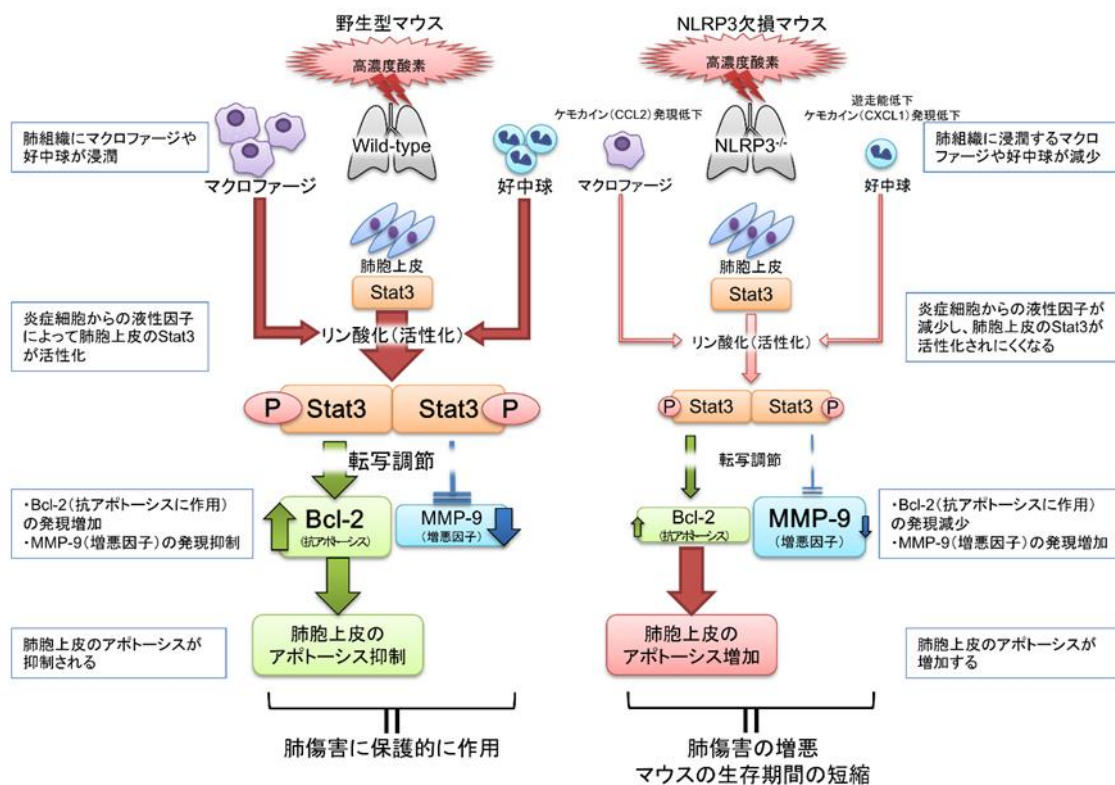 野生型マウス
高濃度酸素
Wild-type
肺組織にマクロファージや
好中球が浸潤
マクロファージ
好中球
肺胞上皮
Stat3
炎症細胞からの液性因子
によって肺胞上皮のStat3
が活性化
リン酸化(活性化)
P
Stat3
Stat3
P
転写調節
・Bcl-2(抗アポトーシスに作用)
の発現増加
・MMP-9(増悪因子)の発現抑制
Bcl-2
(抗アポトーシス)
MMP-9
(増悪因子)
肺胞上皮のアポトーシスが
抑制される
肺胞上皮の
アポトーシス抑制
肺傷害に保護的に作用
NLRP3欠損マウス
高濃度酸素
ケモカイン(CCL2)発現低下
遊走能低下
ケモカイン(CXCL1)発現低下
NLRP3-/-
マクロファージ
好中球
肺組織に浸潤するマクロ
ファージや好中球が減少
肺胞上皮
Stat3
リン酸化(活性化)
炎症細胞からの液性因子が
減少し、肺胞上皮のStat3が
活性化されにくくなる
P
Stat3
Stat3
P
転写調節
Bcl-2
(抗アポトーシス)
MMP-9
(増悪因子)
・Bcl-2(抗アポトーシスに作用)
の発現減少
・MMP-9(増悪因子)の発現増加
肺胞上皮の
アポトーシス増加
肺胞上皮のアポトーシスが
増加する
肺傷害の増悪
マウスの生存期間の短縮